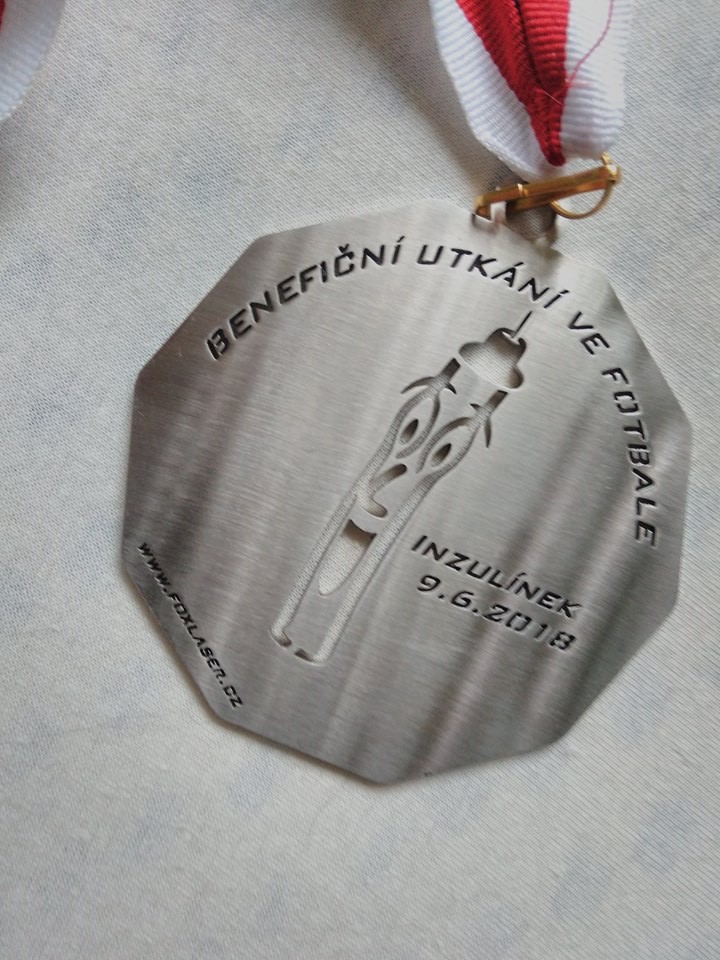 BENEFIČNÍ UTKÁNÍ VE FOTBALE
INZULÍNEK
9.6.2018
WWW.FOXLASER.CZ